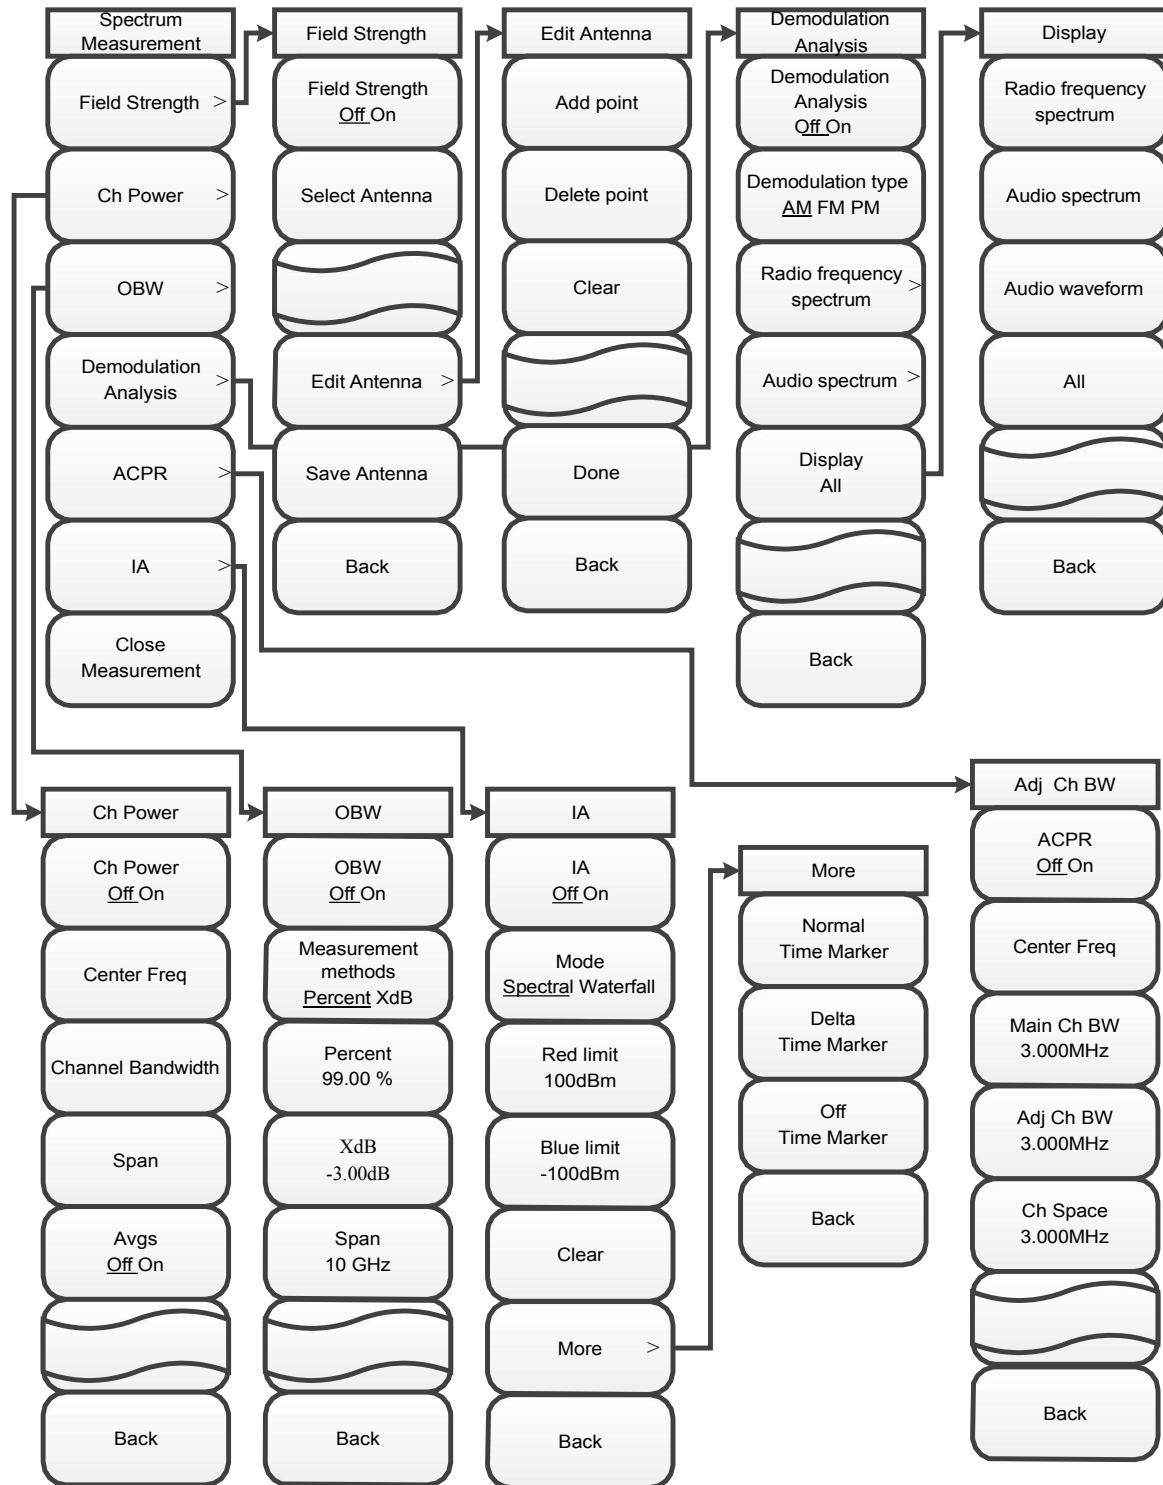 Spectrum
Measurement
Field Strength >
Ch Power >
OBW >
Demodulation
Analysis >
ACPR >
IA >
Close
Measurement
Field Strength
Field Strength
Off On
Select Antenna
Edit Antenna >
Save Antenna
Back
Edit Antenna
Add point
Delete point
Clear
Done
Back
Demodulation
Analysis
Demodulation
Analysis
Off On
Demodulation type
AM FM PM
Radio frequency
spectrum >
Audio spectrum >
Display
All
Back
Display
Radio frequency
spectrum
Audio spectrum
Audio waveform
All
Back
Ch Power
Ch Power
Off On
Center Freq
Channel Bandwidth
Span
Avgs
Off On
Back
OBW
OBW
Off On
Measurement
methods
Percent XdB
Percent
99.00 %
XdB
-3.00dB
Span
10 GHz
Back
IA
IA
Off On
Mode
Spectral Waterfall
Red limit
100dBm
Blue limit
-100dBm
Clear
More >
Back
More
Normal
Time Marker
Delta
Time Marker
Off
Time Marker
Back
Adj Ch BW
ACPR
Off On
Center Freq
Main Ch BW
3.000MHz
Adj Ch BW
3.000MHz
Ch Space
3.000MHz
Back